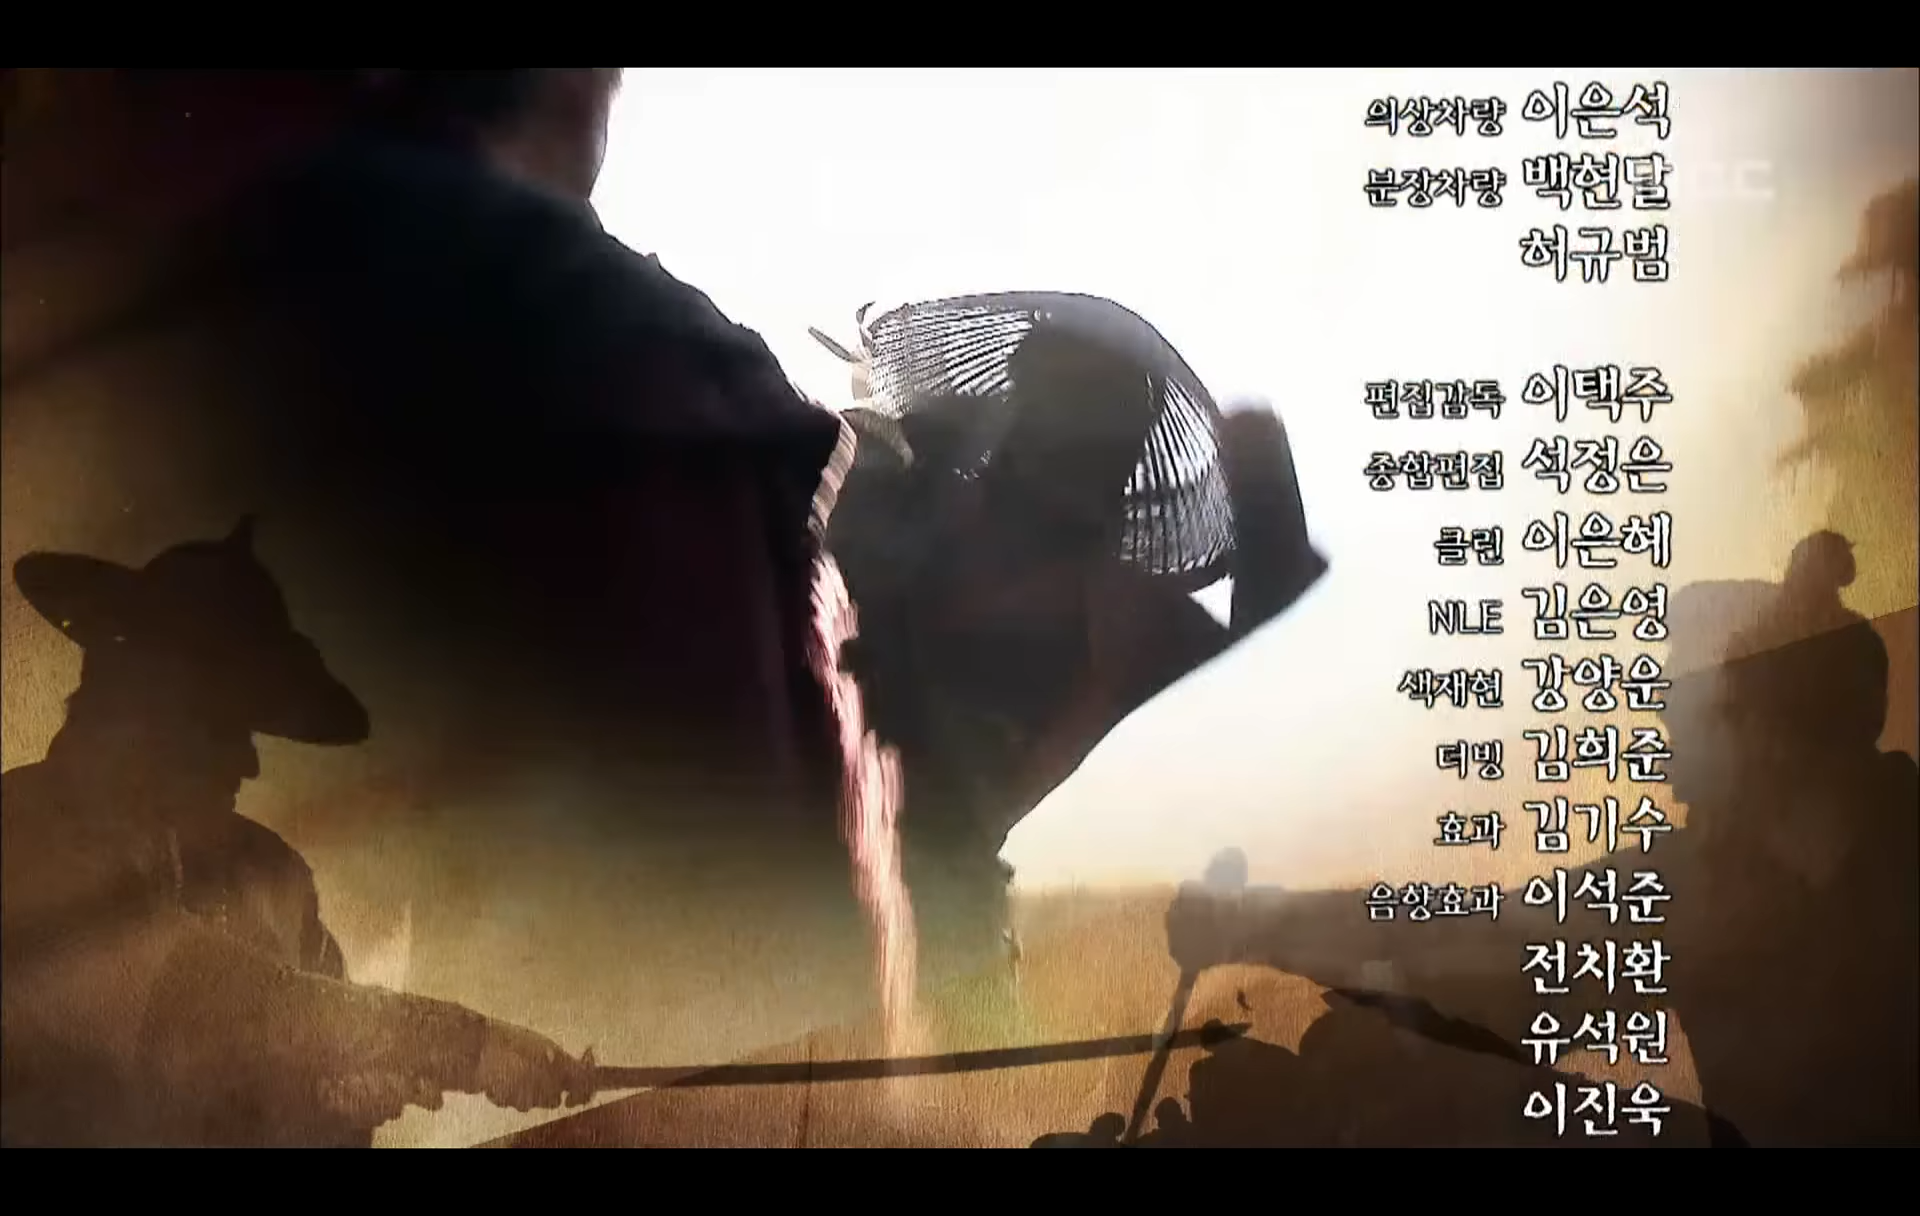 의상차량 이은석
분장차량 백현달
허규범
편집감독 이택주
종합편집 석정은
클린 이은혜
NLE 김은영
색재현 강양운
더빙 김희준
효과 김기수
음향효과 이석준
전치환
유석원
이진욱